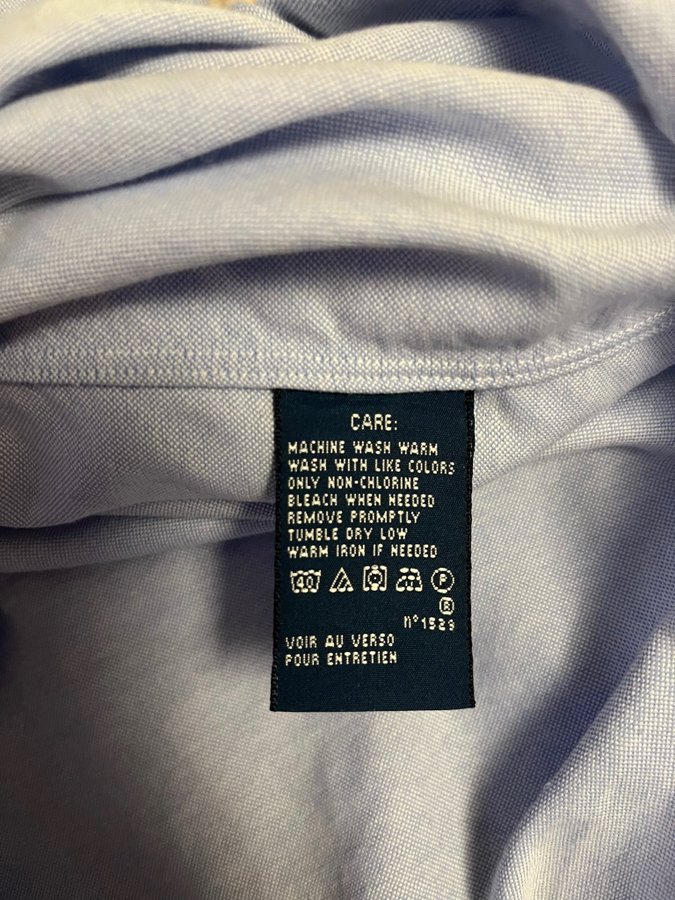 CARE:
MACHINE WASH WARM
WASH WITH LIKE COLORS
ONLY NON-CHLORINE
BLEACH WHEN NEEDED
REMOVE PROMPTLY
TUMBLE DRY LOW
WARM IRON IF NEEDED
40 P
®
nº1529
VOIR AU VERSO
POUR ENTRETIEN